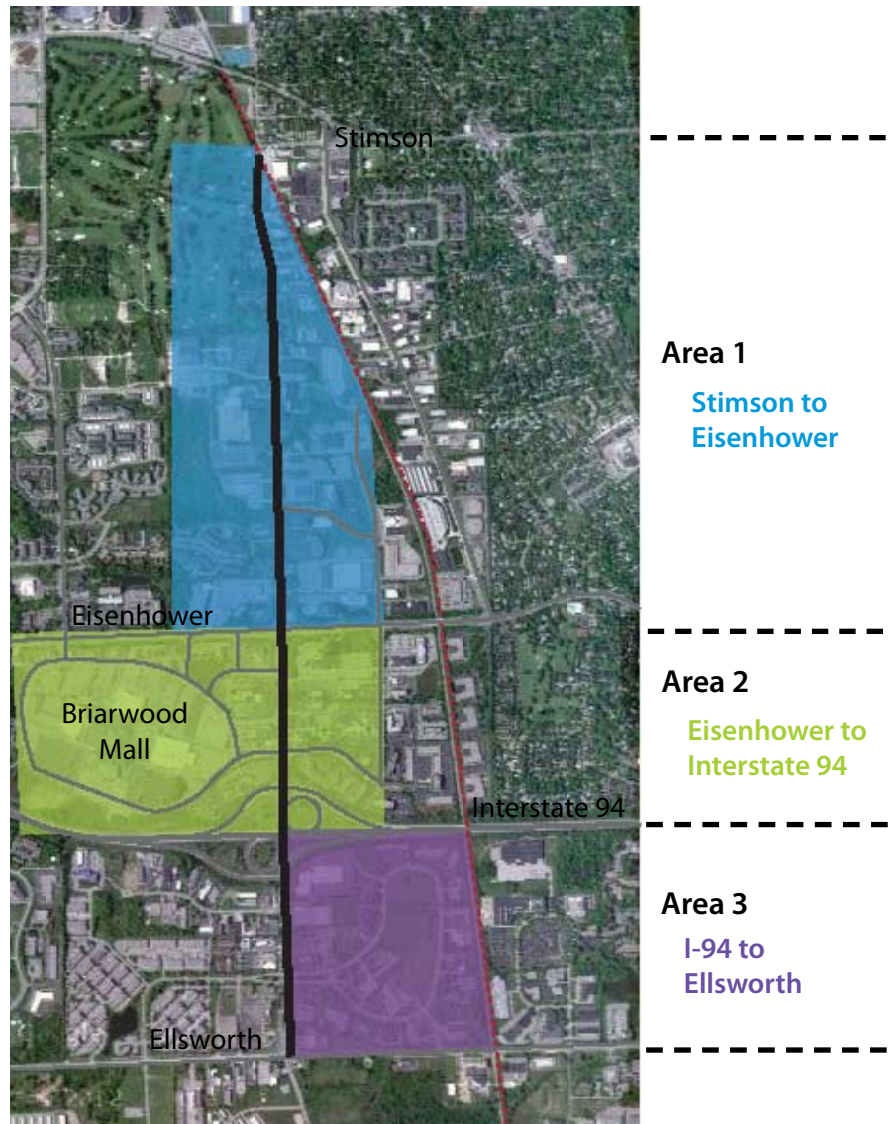 Stimson
Area 1
Stimson to
Eisenhower
Eisenhower
Area 2
Briarwood
Mall
Eisenhower to
Interstate 94
Interstate 94
Area 3
I-94 to
Ellsworth
Ellsworth